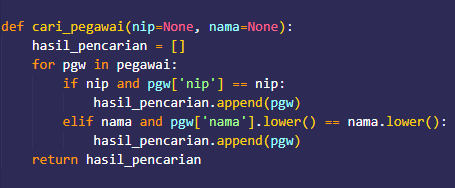 def cari_pegawai(nip=None, nama=None):
    hasil_pencarian = []
    for pgw in pegawai:
        if nip and pgw['nip'] == nip:
            hasil_pencarian.append(pgw)
        elif nama and pgw['nama'].lower() == nama.lower():
            hasil_pencarian.append(pgw)
    return hasil_pencarian